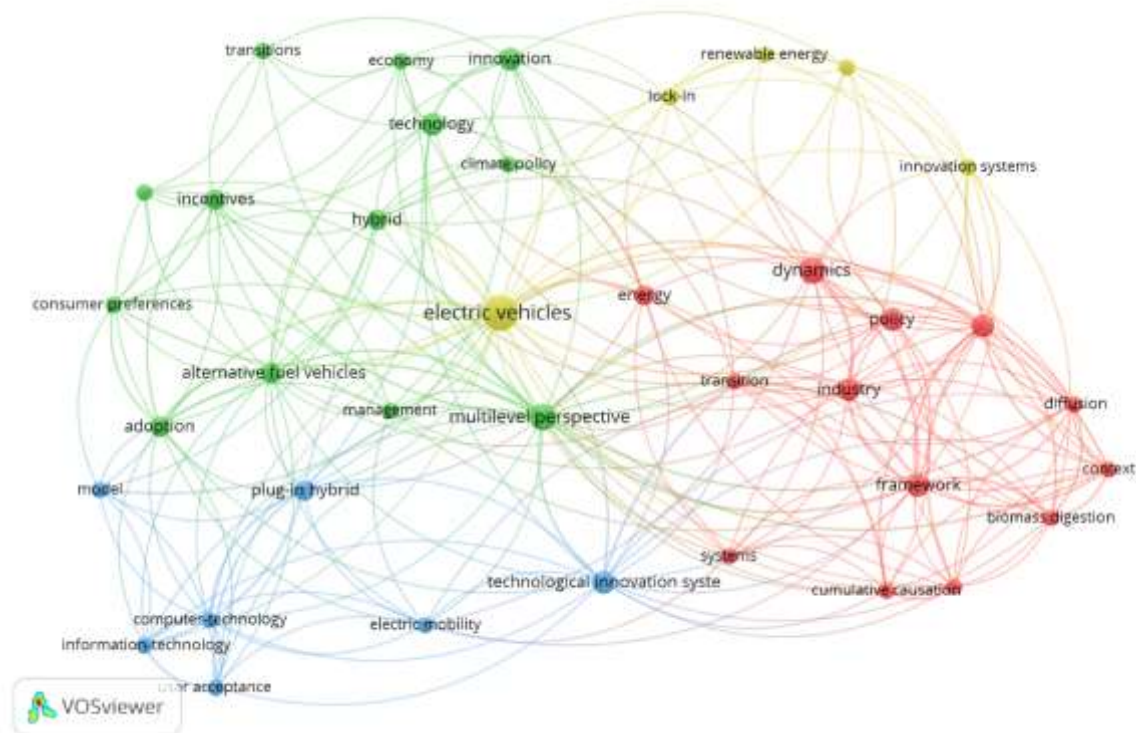 transitions
economy
innovation
renewable energy
lock-in
technology
climate policy
innovation systems
incentives
hybrid
dynamics
energy
consumer preferences
electric vehicles
policy
alternative fuel vehicles
transition
industry
management
multilevel perspective
diffusion
adoption
context
model
plug-in hybrid
framework
biomass digestion
systems
technological innovation syste
cumulative causation
computer-technology
electric mobility
information-technology
user acceptance
VOSviewer